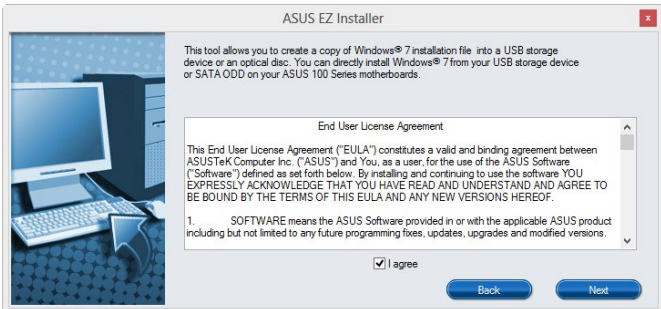 ASUS EZ Installer
x
This tool allows you to create a copy of Windows® 7 installation file into a USB storage
device or an optical disc. You can directly install Windows® 7 from your USB storage device
or SATA ODD on your ASUS 100 Series motherboards.
End User License Agreement
This End User License Agreement ("EULA") constitutes a valid and binding agreement between
ASUSTeK Computer Inc. ("ASUS") and You, as a user, for the use of the ASUS Software
("Software") defined as set forth below. By installing and continuing to use the software YOU
EXPRESSLY ACKNOWLEDGE THAT YOU HAVE READ AND UNDERSTAND AND AGREE TO
BE BOUND BY THE TERMS OF THIS EULA AND ANY NEW VERSIONS HEREOF.
1. SOFTWARE means the ASUS Software provided in or with the applicable ASUS product
including but not limited to any future programming fixes, updates, upgrades and modified versions.
I agree
Back Next